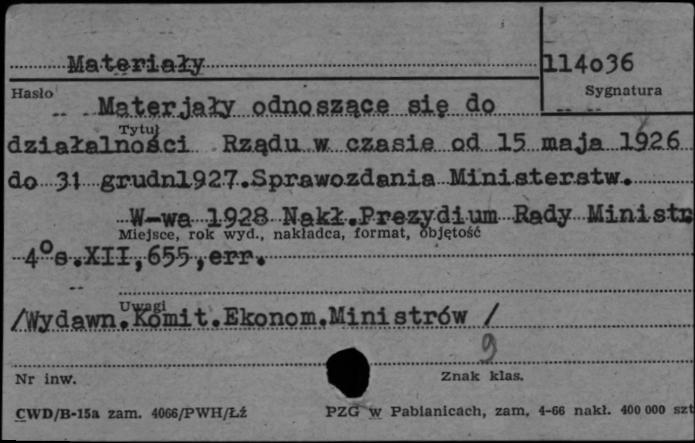 Materiały
114o36
Hasło
Sygnatura
Materjały odnoszące się do
Tytuł
działalności Rządu w czasie od 15 maja 1926
do 31 grudn1927.Sprawozdania Ministerstw.
W-wa 1928 Nakł.Prezydium Rady Ministr
Miejsce, rok wyd., nakładca, format, objętość
4°s.XII,655,err.
Uwagi
/Wydawn.Komit.Ekonom.Ministrów /
9
Nr inw.
Znak klas.
CWD/B-15a zam. 4066/PWH/Łź
PZG w Pabianicach, zam. 4-66 nakł. 400 000 szt